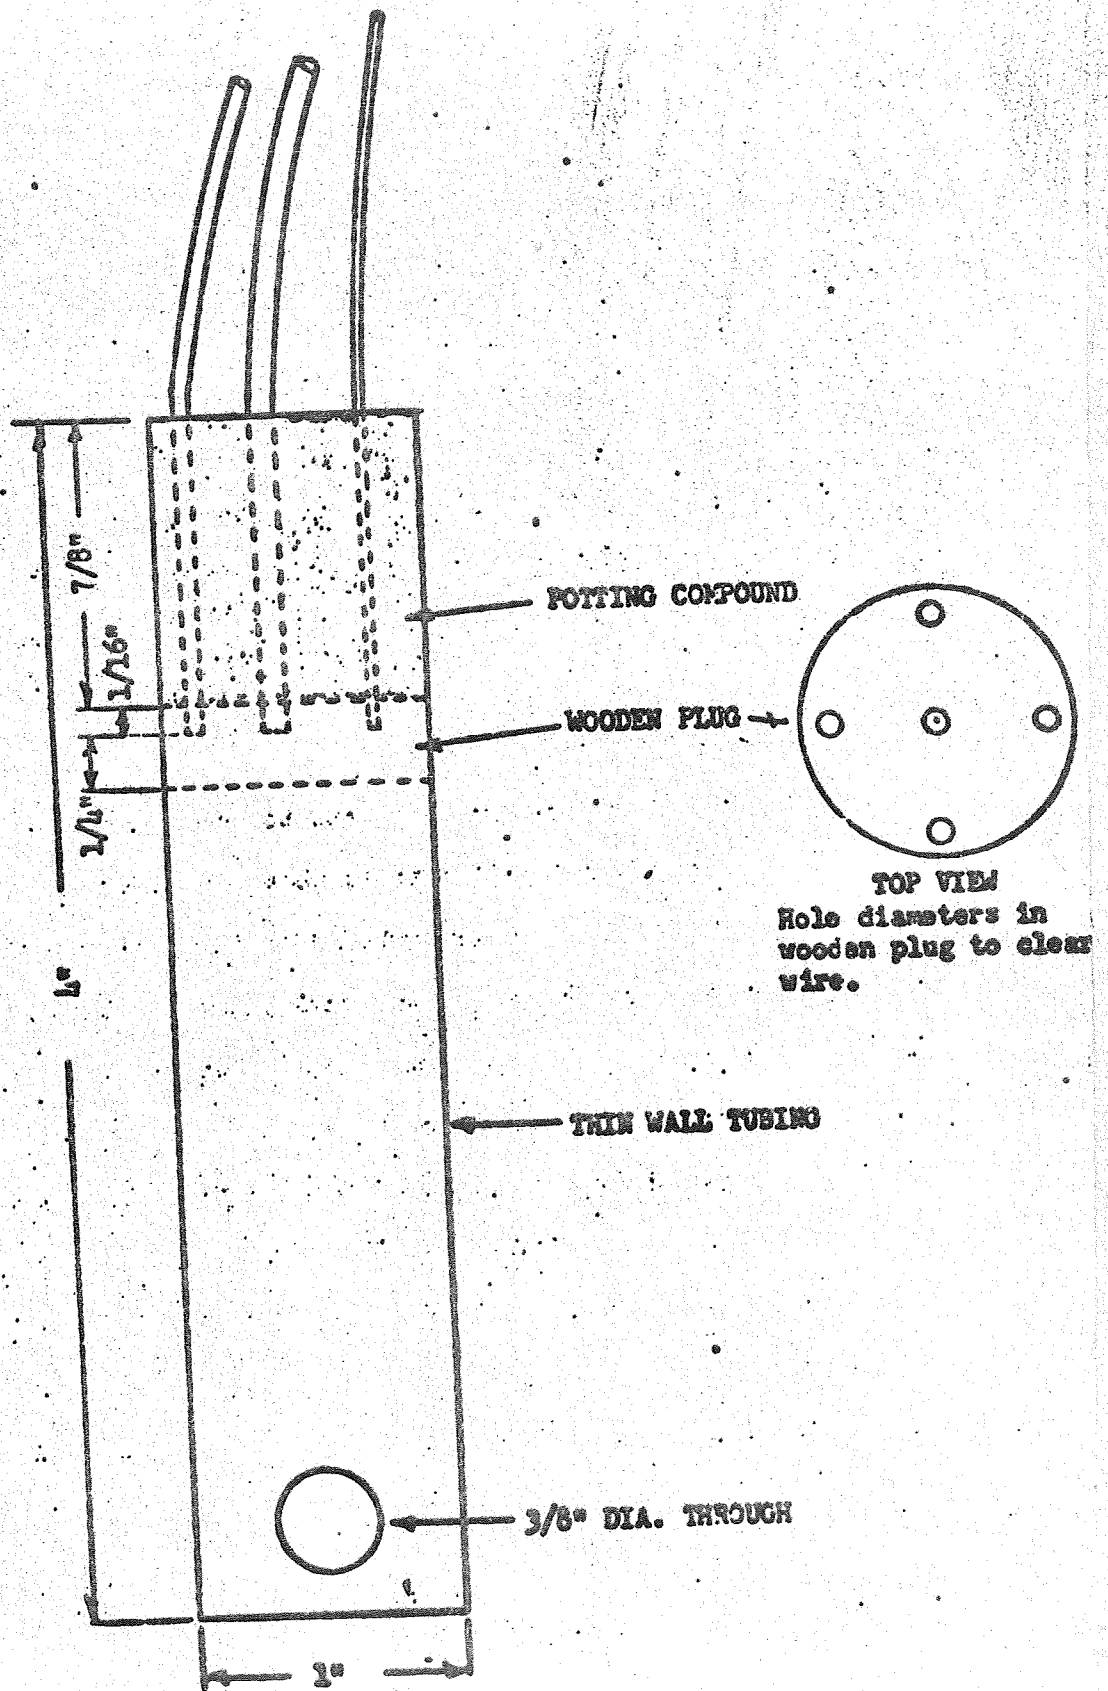 7/8"
1/16"
1/4"
4"
POTTING COMPOUND
WOODEN PLUG
TOP VIEW
Hole diameters in
wooden plug to clear
wire.
THIN WALL TUBING
3/8" DIA. THROUGH
1"